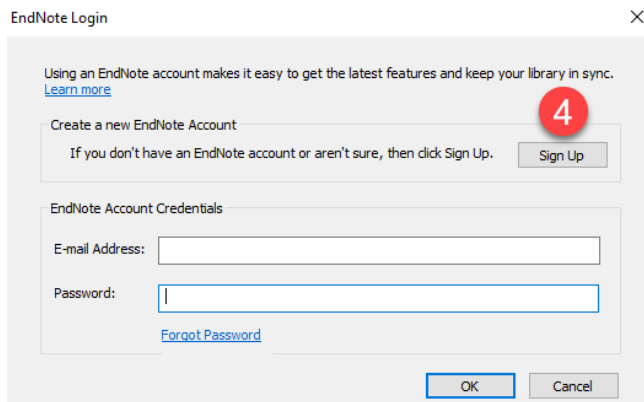 EndNote Login
Using an EndNote account makes it easy to get the latest features and keep your library in sync.
Learn more
4
Create a new EndNote Account
If you don't have an EndNote account or aren't sure, then click Sign Up.
Sign Up
EndNote Account Credentials
E-mail Address:
Password:
Forgot Password
OK
Cancel